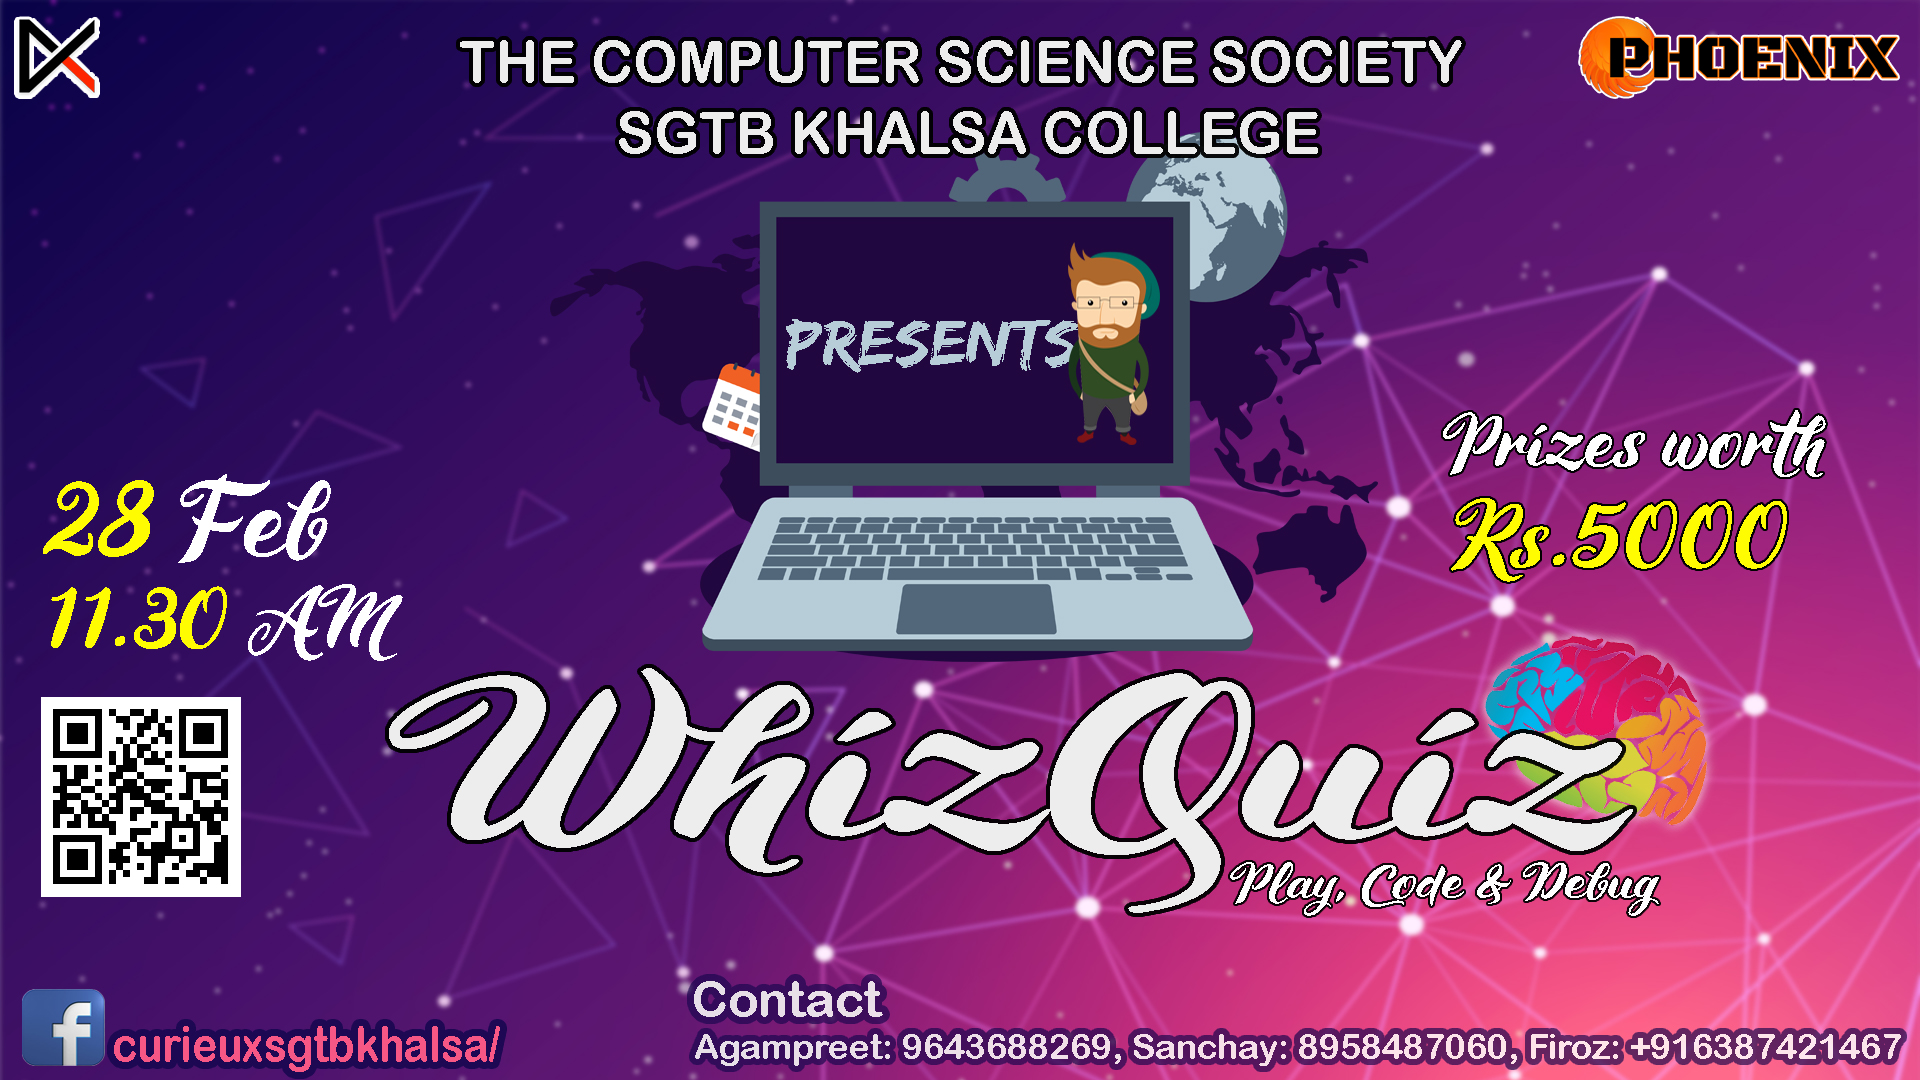 THE COMPUTER SCIENCE SOCIETY
SGTB KHALSA COLLEGE
PHOENIX
PRESENTS
28 Feb
11.30 AM
Prizes worth
Rs.5000
WhizQuiz
Play, Code & Debug
curieuxsgtbkhalsa/
Contact
Agampreet: 9643688269, Sanchay: 8958487060, Firoz: +916387421467